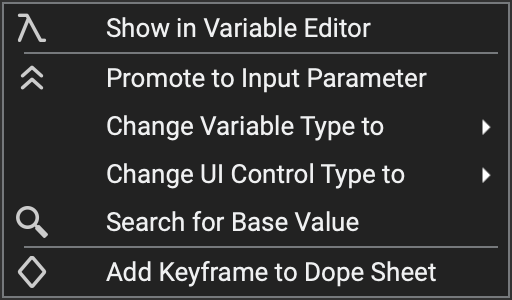 Show in Variable Editor
Promote to Input Parameter
Change Variable Type to
Change UI Control Type to
Search for Base Value
Add Keyframe to Dope Sheet